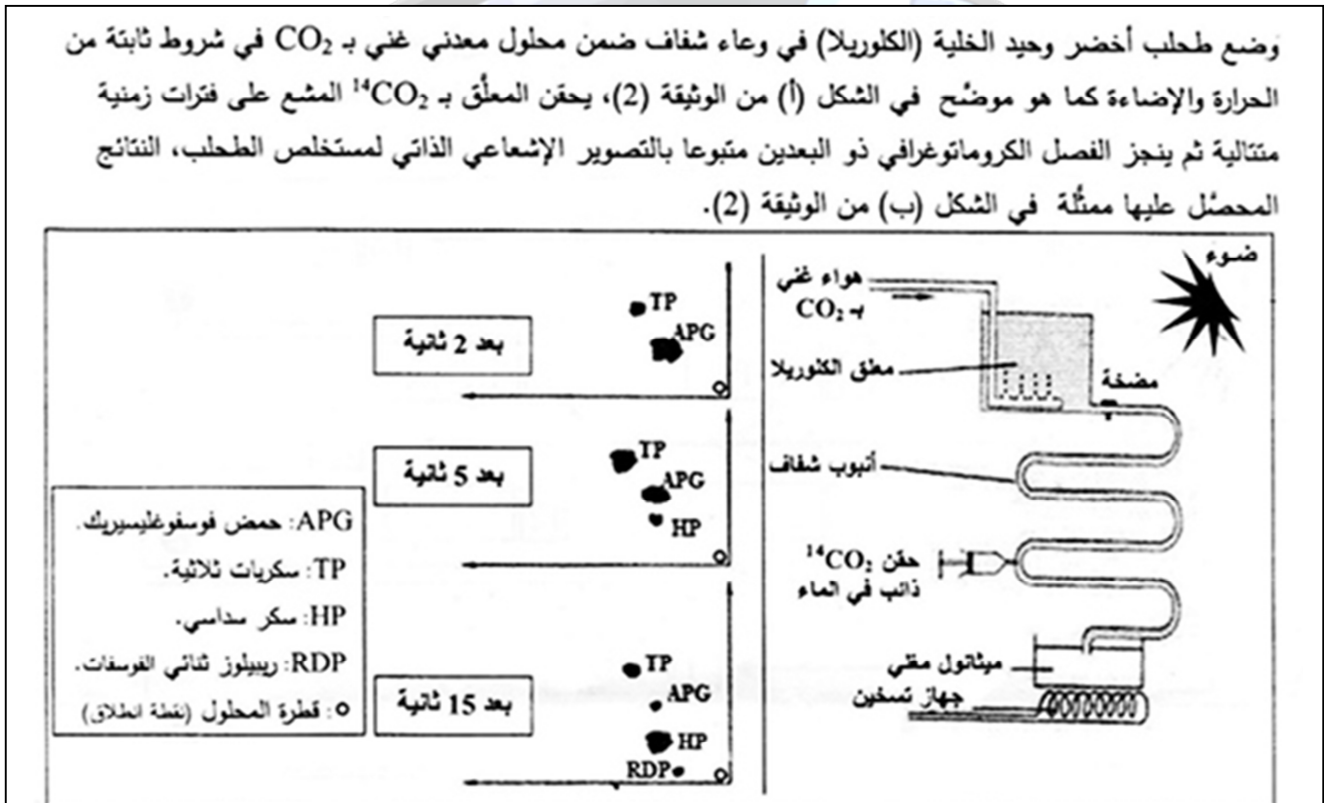 وضع طحلب أخضر وحيد الخلية (الكلوريلا) في وعاء شفاف ضمن محلول معدني غني بـ CO₂ في شروط ثابتة من
الحرارة والإضاءة كما هو موضّح في الشكل (أ) من الوثيقة (2)، يحقن المعلّق بـ ¹⁴CO₂ المشع على فترات زمنية
متتالية ثم ينجز الفصل الكروماتوغرافي ذو البعدين متبوعا بالتصوير الإشعاعي الذاتي لمستخلص الطحلب، النتائج
المحصّل عليها ممثّلة في الشكل (ب) من الوثيقة (2).
ضوء
هواء غني
بـ CO₂
معلق الكلوريلا
مضخة
أنبوب شفاف
حقن ¹⁴CO₂
ذائب في الماء
ميثانول مغلي
جهاز تسخين
TP
APG
بعد 2 ثانية
TP
APG
HP
بعد 5 ثانية
TP
APG
HP
RDP
بعد 15 ثانية
APG: حمض فوسفوغليسيريك.
TP: سكريات ثلاثية.
HP: سكر سداسي.
RDP: ريبيلوز ثنائي الفوسفات.
o: قطرة المحلول (نقطة انطلاق)